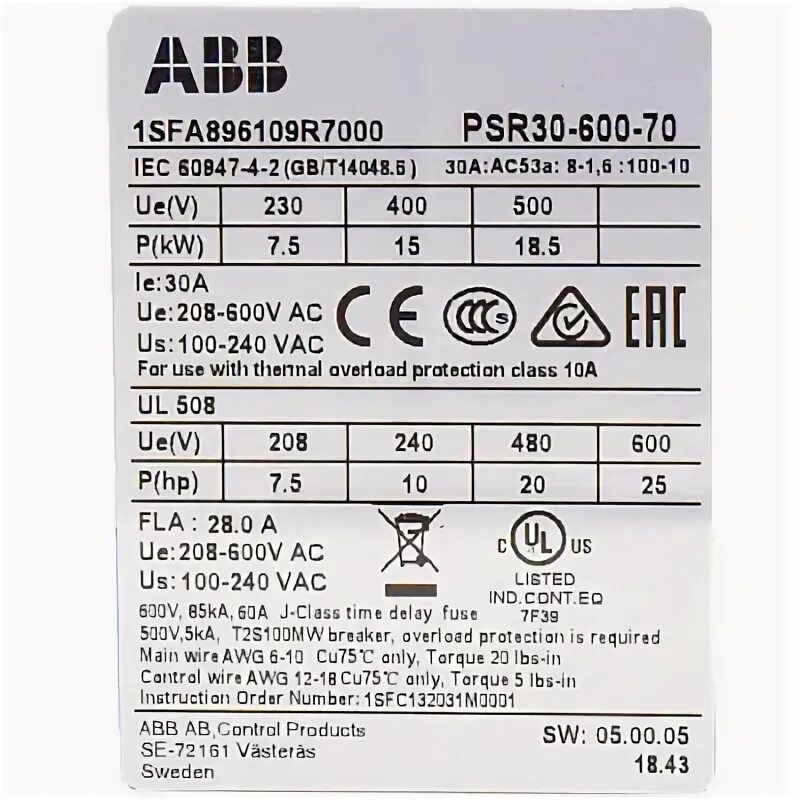 ABB
1SFA896109R7000 PSR30-600-70
IEC 60947-4-2 (GB/T14048.6) 30A:AC53a: 8-1,6 :100-10
Ue(V) 230 400 500
P(kW) 7.5 15 18.5
Ie:30A
Ue:208-600V AC
Us:100-240 VAC
CE CCC S EAC
For use with thermal overload protection class 10A
UL 508
Ue(V) 208 240 480 600
P(hp) 7.5 10 20 25
FLA : 28.0 A
Ue:208-600V AC
Us:100-240 VAC
C UL US
LISTED
IND.CONT.EQ
7F39
600V, 85kA, 60A J-Class time delay fuse
500V,5kA, T2S100MW breaker, overload protection is required
Main wire AWG 6-10 Cu75℃ only, Torque 20 lbs-in
Control wire AWG 12-18 Cu75℃ only, Torque 5 lbs-in
Instruction Order Number: 1SFC132031M0001
ABB AB,Control Products
SE-72161 Västerås
Sweden
SW: 05.00.05
18.43